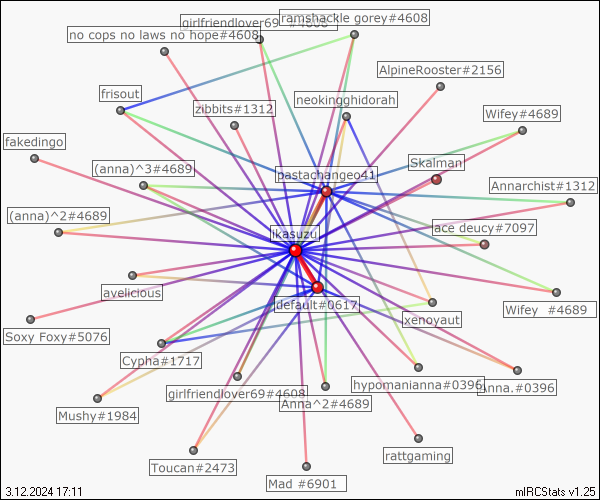 girlfriendlover69 #4608
ramshackle gorey#4608
no cops no laws no hope#4608
AlpineRooster#2156
frisout
neokingghidorah
zibbits#1312
Wifey#4689
fakedingo
Skalman
(anna)^3#4689
pastachangeo41
Annarchist#1312
(anna)^2#4689
ace deucy#7097
ikasuzu
ayelicious
default#0617
Wifey #4689
xenoyaut
Soxy Foxy#5076
Cypha#1717
hypomanianna#0396
Anna.#0396
girlfriendlover69#4608
Anna^2#4689
Mushy#1984
rattgaming
Toucan#2473
Mad #6901
3.12.2024 17:11
mIRCStats v1.25